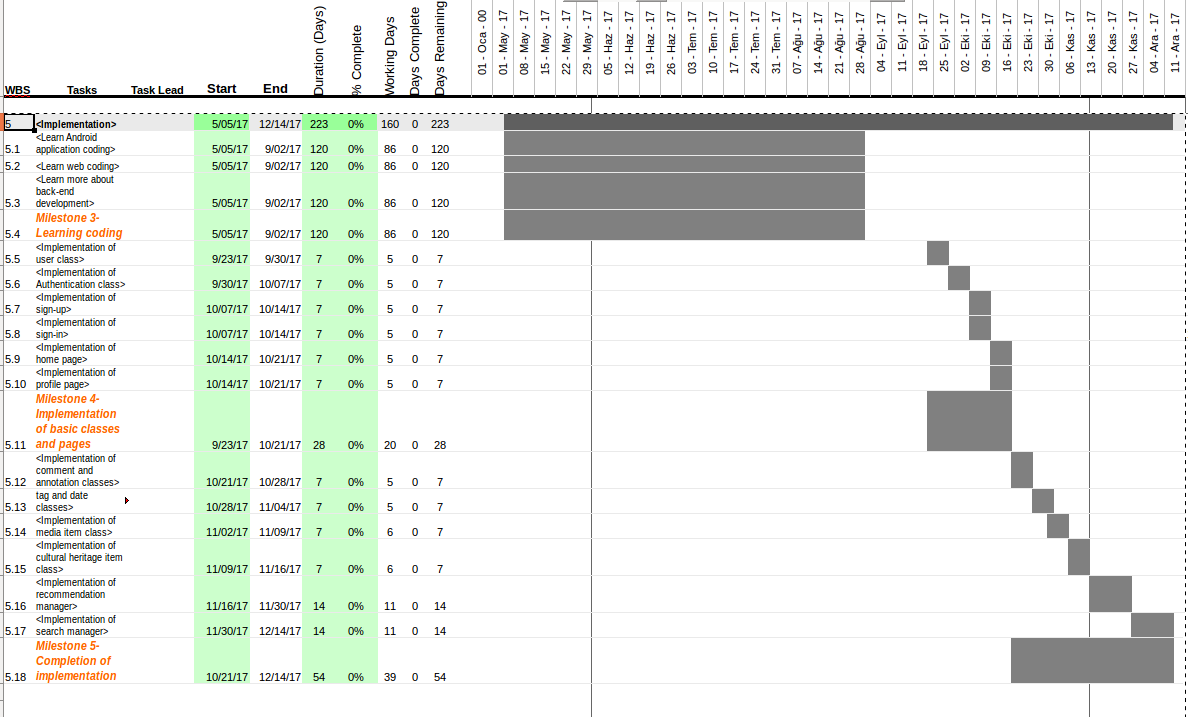 WBS Tasks Task Lead Start End Duration (Days) % Complete Working Days Days Complete Days Remaining 01 - Oca - 00 01 - May - 17 08 - May - 17 15 - May - 17 22 - May - 17 29 - May - 17 05 - Haz - 17 12 - Haz - 17 19 - Haz - 17 26 - Haz - 17 03 - Tem - 17 10 - Tem - 17 17 - Tem - 17 24 - Tem - 17 31 - Tem - 17 07 - Ağu - 17 14 - Ağu - 17 21 - Ağu - 17 28 - Ağu - 17 04 - Eyl - 17 11 - Eyl - 17 18 - Eyl - 17 25 - Eyl - 17 02 - Eki - 17 09 - Eki - 17 16 - Eki - 17 23 - Eki - 17 30 - Eki - 17 06 - Kas - 17 13 - Kas - 17 20 - Kas - 17 27 - Kas - 17 04 - Ara - 17 11 - Ara - 17
5 <Implementation> 5/05/17 12/14/17 223 0% 160 0 223
<Learn Android
5.1 application coding> 5/05/17 9/02/17 120 0% 86 0 120
5.2 <Learn web coding> 5/05/17 9/02/17 120 0% 86 0 120
<Learn more about
back-end
5.3 development> 5/05/17 9/02/17 120 0% 86 0 120
Milestone 3-
5.4 Learning coding 5/05/17 9/02/17 120 0% 86 0 120
<Implementation of
5.5 user class> 9/23/17 9/30/17 7 0% 5 0 7
<Implementation of
5.6 Authentication class> 9/30/17 10/07/17 7 0% 5 0 7
<Implementation of
5.7 sign-up> 10/07/17 10/14/17 7 0% 5 0 7
<Implementation of
5.8 sign-in> 10/07/17 10/14/17 7 0% 5 0 7
<Implementation of
5.9 home page> 10/14/17 10/21/17 7 0% 5 0 7
<Implementation of
5.10 profile page> 10/14/17 10/21/17 7 0% 5 0 7
Milestone 4-
Implementation
of basic classes
5.11 and pages 9/23/17 10/21/17 28 0% 20 0 28
<Implementation of
comment and
5.12 annotation classes> 10/21/17 10/28/17 7 0% 5 0 7
tag and date
5.13 classes> 10/28/17 11/04/17 7 0% 5 0 7
<Implementation of
5.14 media item class> 11/02/17 11/09/17 7 0% 6 0 7
<Implementation of
cultural heritage item
5.15 class> 11/09/17 11/16/17 7 0% 6 0 7
<Implementation of
recommendation
5.16 manager> 11/16/17 11/30/17 14 0% 11 0 14
<Implementation of
5.17 search manager> 11/30/17 12/14/17 14 0% 11 0 14
Milestone 5-
Completion of
5.18 implementation 10/21/17 12/14/17 54 0% 39 0 54